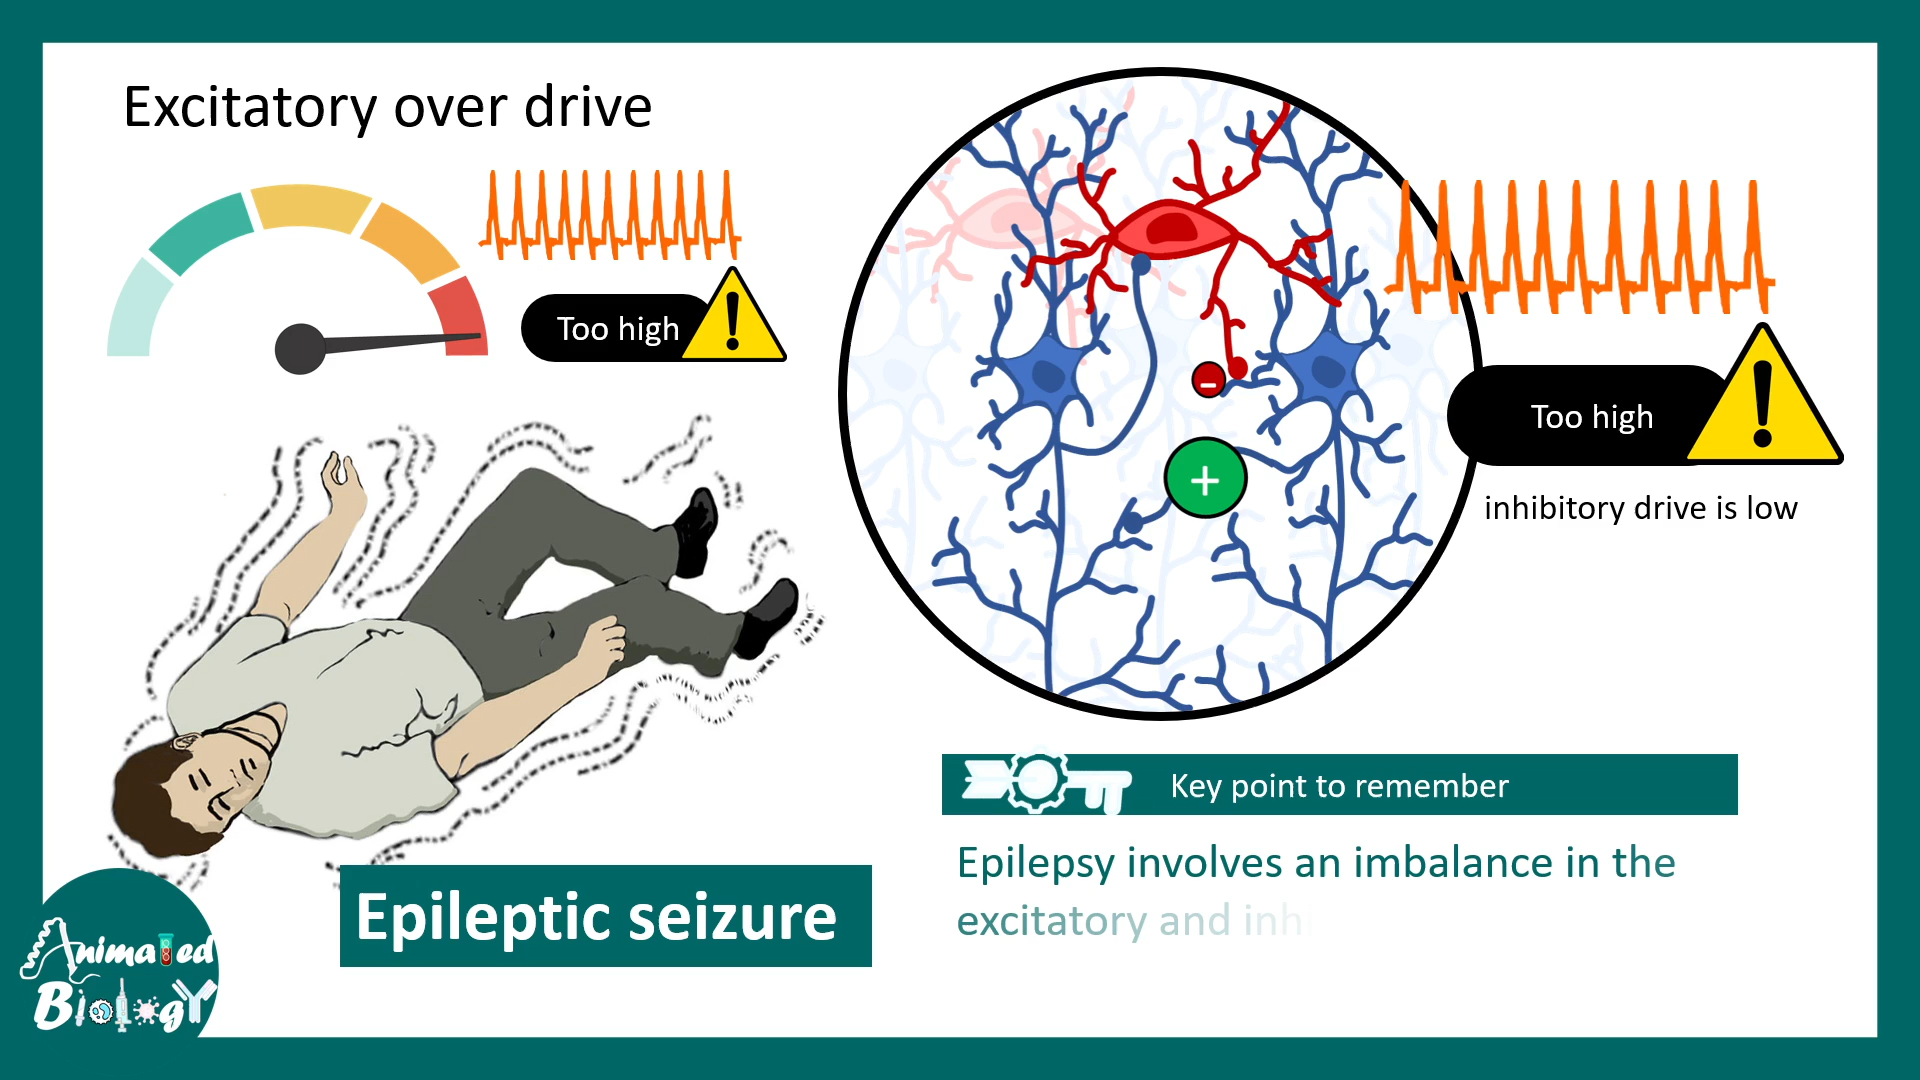 Excitatory over drive
Too high
Too high
inhibitory drive is low
Key point to remember
Epilepsy involves an imbalance in the
excitatory and inh
Epileptic seizure
Animated
Biology